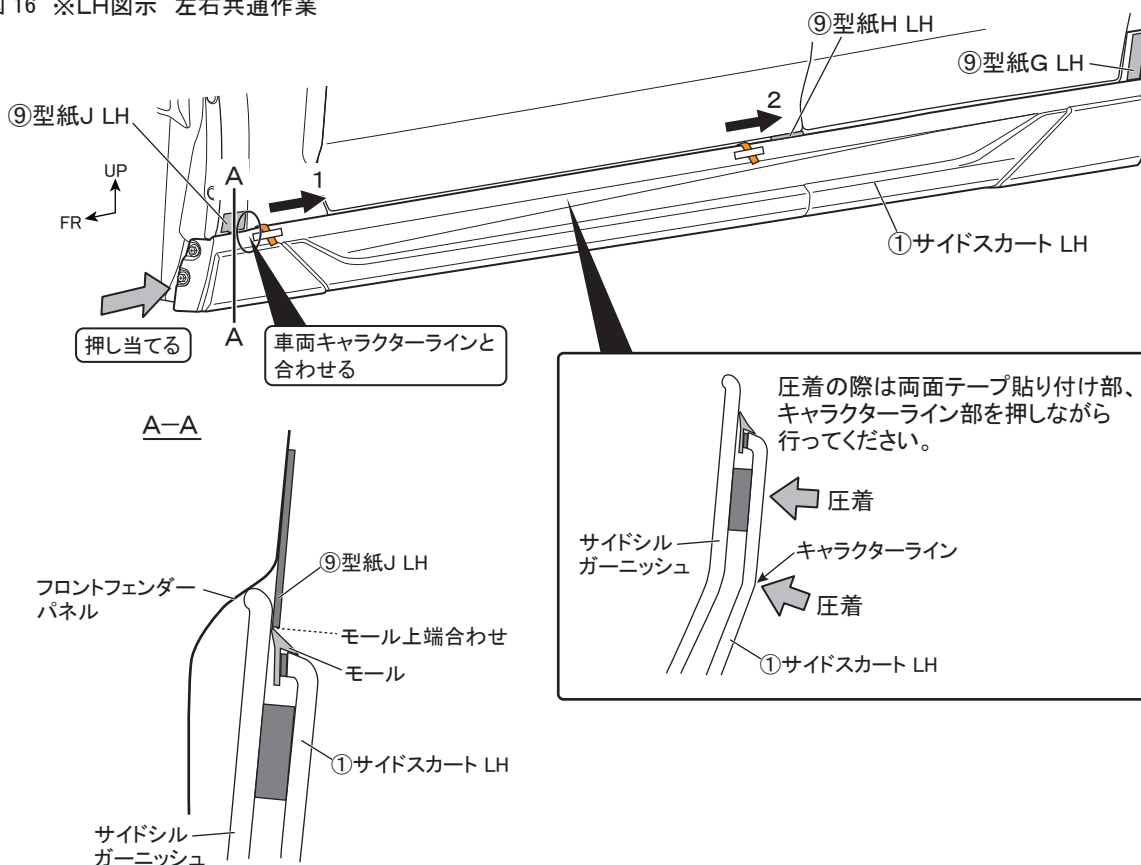 16 ※LH図示 左右共通作業
⑨型紙H LH
⑨型紙G LH
⑨型紙J LH
2
UP
A
1
FR
①サイドスカート LH
押し当てる
A
車両キャラクターラインと
合わせる
圧着の際は両面テープ貼り付け部、
キャラクターライン部を押しながら
行ってください。
圧着
サイドシル
ガーニッシュ
キャラクターライン
圧着
①サイドスカート LH
A－A
⑨型紙J LH
フロントフェンダー
パネル
モール上端合わせ
モール
①サイドスカート LH
サイドシル
ガーニッシュ